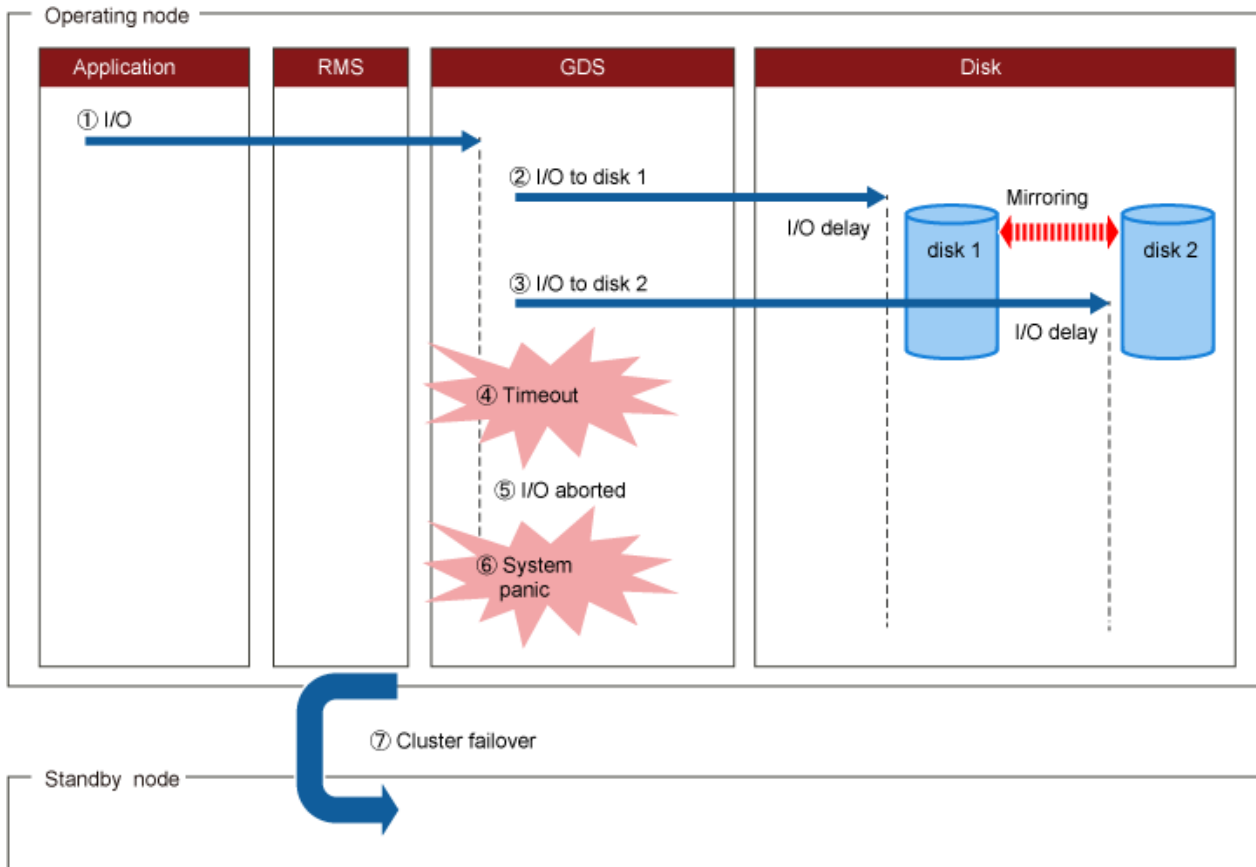 Operating node
Application
RMS
GDS
Disk
① I/O
② I/O to disk 1
Mirroring
I/O delay
disk 1
disk 2
③ I/O to disk 2
I/O delay
④ Timeout
⑤ I/O aborted
⑥ System
panic
⑦ Cluster failover
Standby node